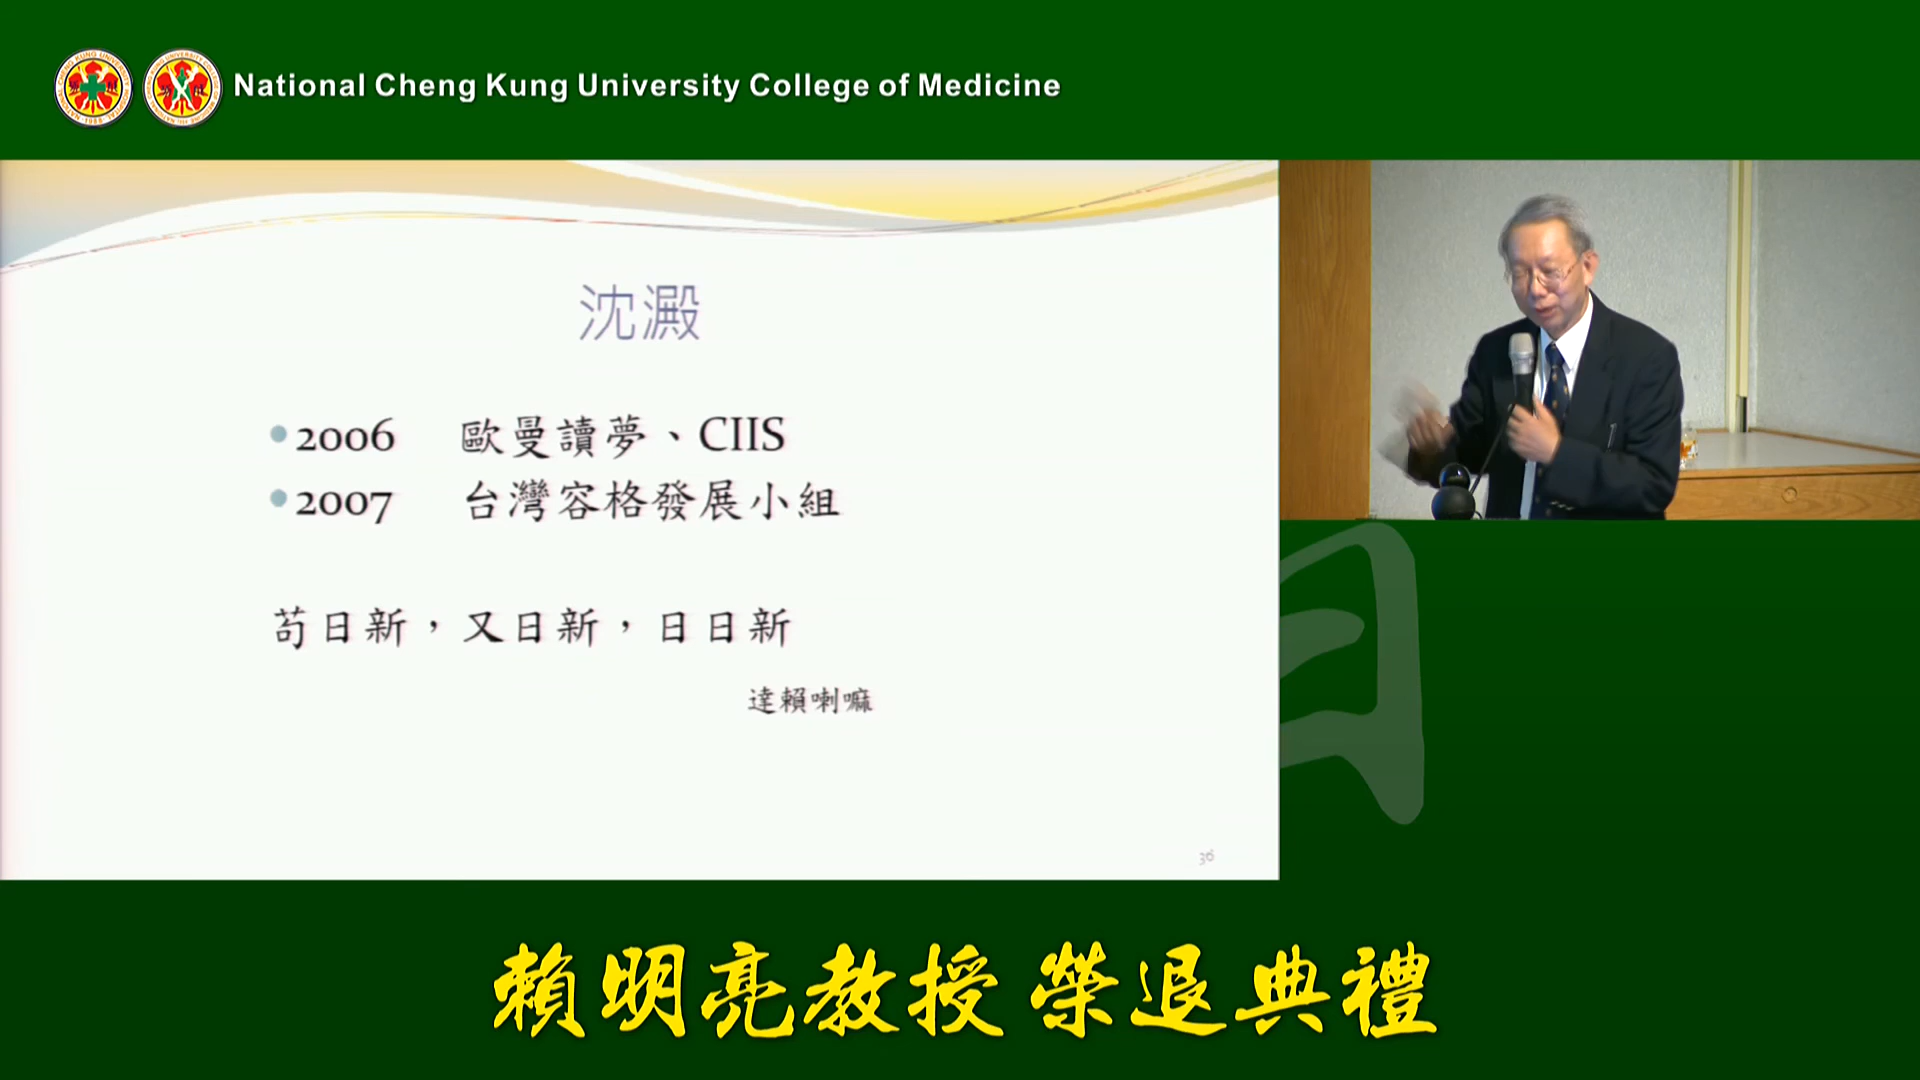 National Cheng Kung University College of Medicine
沈澱
2006 歐曼讀夢、CIIS
2007 台灣容格發展小組
苟日新，又日新，日日新
達賴喇嘛
36
賴明亮教授 榮退典禮